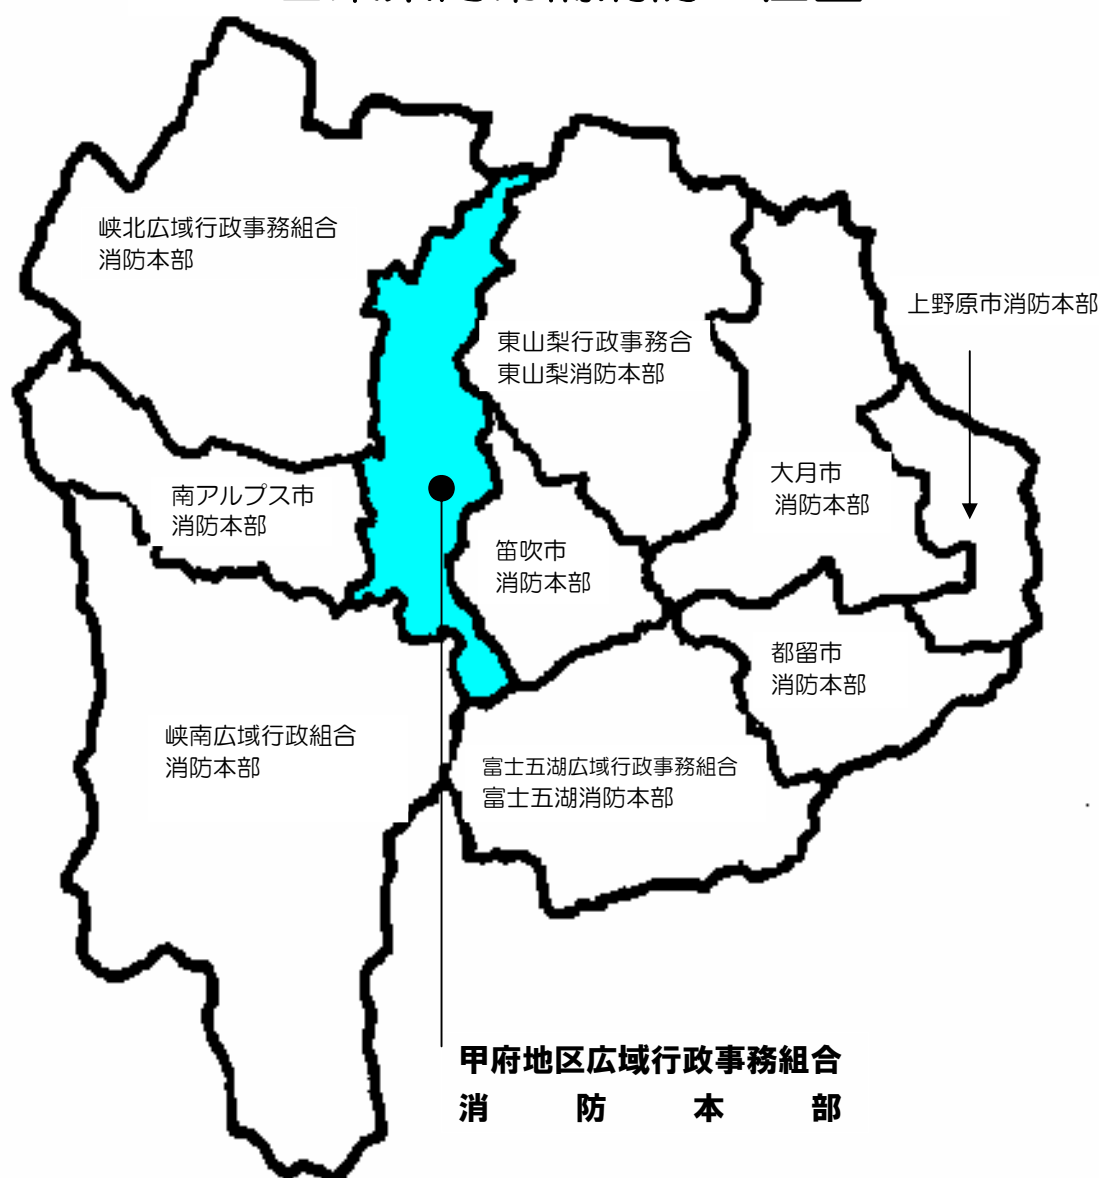 峡北広域行政事務組合
消防本部
上野原市消防本部
東山梨行政事務合
東山梨消防本部
南アルプス市
消防本部
大月市
消防本部
笛吹市
消防本部
都留市
消防本部
峡南広域行政組合
消防本部
富士五湖広域行政事務組合
富士五湖消防本部
甲府地区広域行政事務組合
消防本部